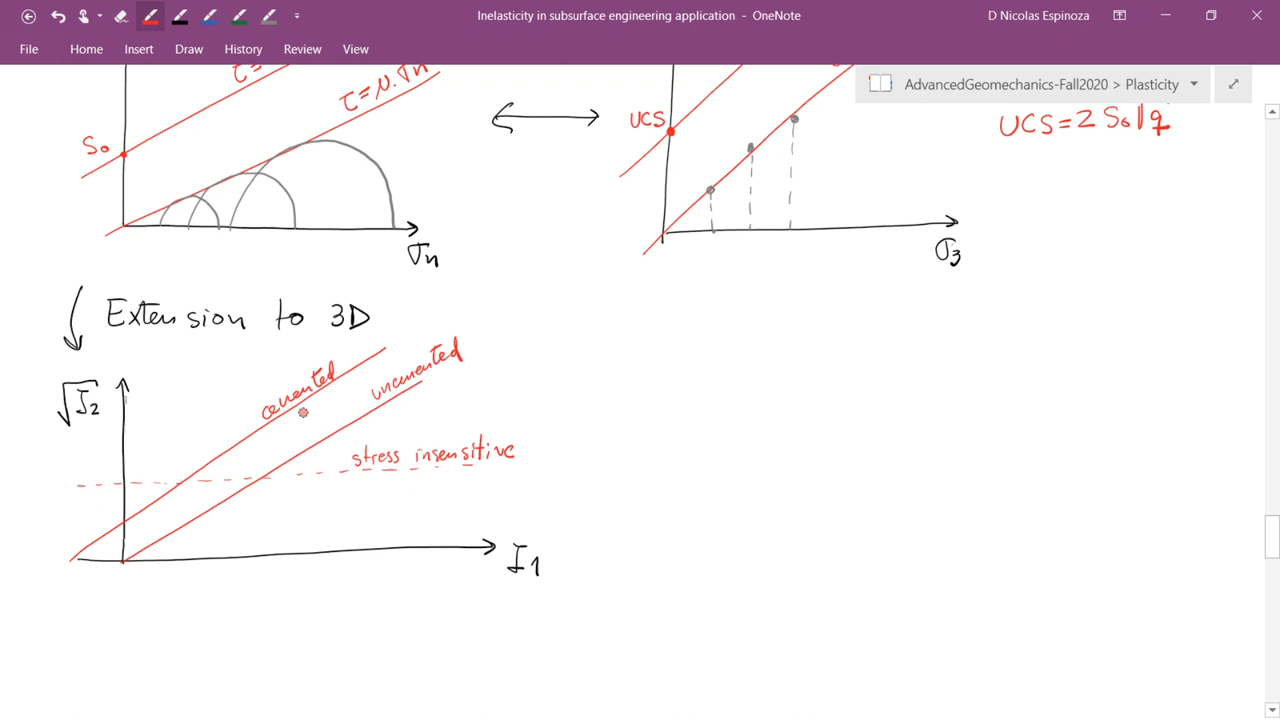 Inelasticity in subsurface engineering application - OneNote
D Nicolas Espinoza
File Home Insert Draw History Review View
AdvancedGeomechanics-Fall2020 > Plasticity
τ=
τ=μ.σn
S₀
UCS
UCS=2 S₀√q
σn
σ3
Extension to 3D
√J2
cemented
uncemented
stress insensitive
I1